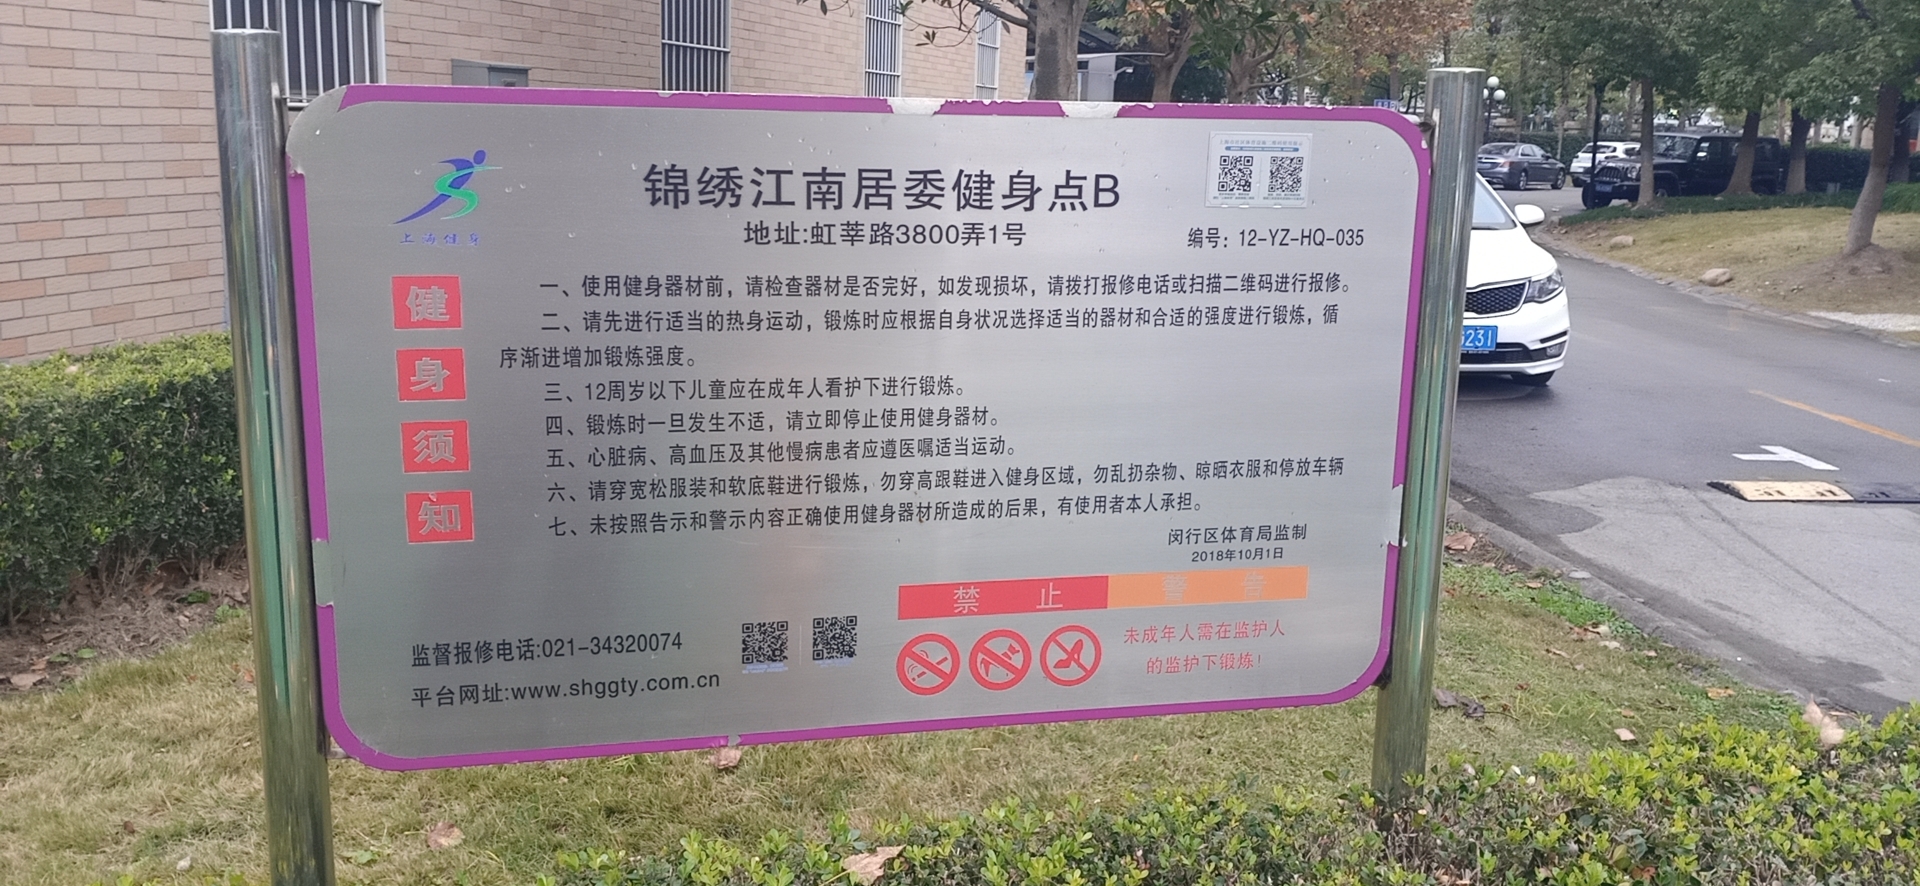 上海健身
锦绣江南居委健身点B
地址:虹莘路3800弄1号
编号：12-YZ-HQ-035
健身须知
一、使用健身器材前，请检查器材是否完好，如发现损坏，请拨打报修电话或扫描二维码进行报修。
二、请先进行适当的热身运动，锻炼时应根据自身状况选择适当的器材和合适的强度进行锻炼，循
序渐进增加锻炼强度。
三、12周岁以下儿童应在成年人看护下进行锻炼。
四、锻炼时一旦发生不适，请立即停止使用健身器材。
五、心脏病、高血压及其他慢病患者应遵医嘱适当运动。
六、请穿宽松服装和软底鞋进行锻炼，勿穿高跟鞋进入健身区域，勿乱扔杂物、晾晒衣服和停放车辆
七、未按照告示和警示内容正确使用健身器材所造成的后果，有使用者本人承担。
闵行区体育局监制
2018年10月1日
禁止 警告
未成年人需在监护人
的监护下锻炼！
监督报修电话:021-34320074
平台网址:www.shggty.com.cn